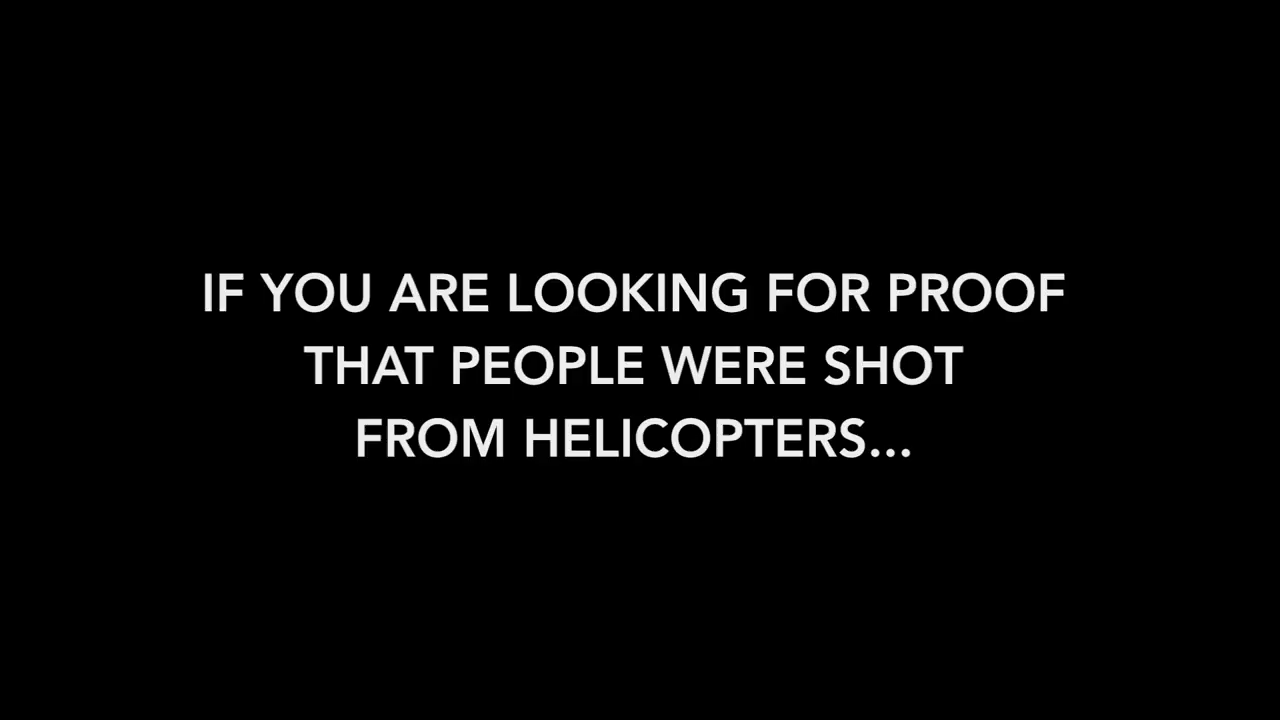 IF YOU ARE LOOKING FOR PROOF
THAT PEOPLE WERE SHOT
FROM HELICOPTERS...